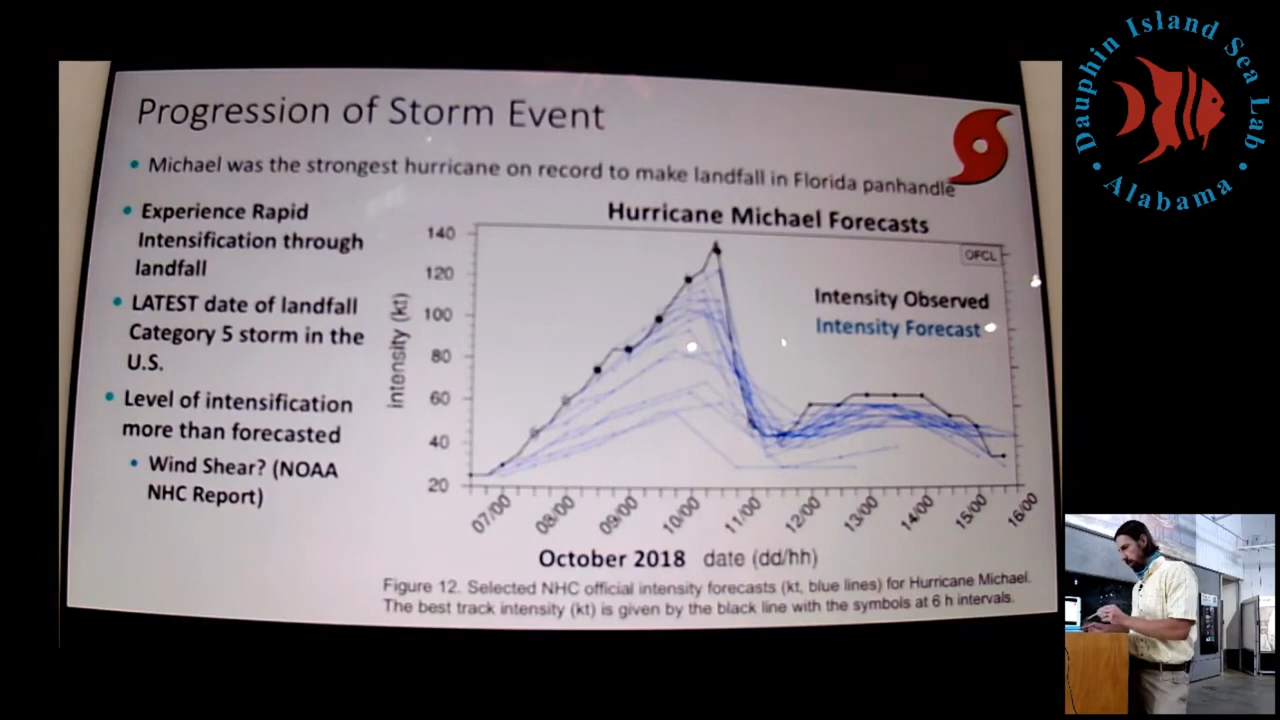 Progression of Storm Event
• Michael was the strongest hurricane on record to make landfall in Florida panhandle
• Experience Rapid
Intensification through
landfall
• LATEST date of landfall
Category 5 storm in the
U.S.
• Level of intensification
more than forecasted
• Wind Shear? (NOAA
NHC Report)
Hurricane Michael Forecasts
OFCL
Intensity Observed
Intensity Forecast
Intensity (kt)
140
120
100
80
60
40
20
07/00
08/00
09/00
10/00
11/00
12/00
13/00
14/00
15/00
16/00
October 2018 date (dd/hh)
Figure 12. Selected NHC official intensity forecasts (kt, blue lines) for Hurricane Michael.
The best track intensity (kt) is given by the black line with the symbols at 6 h intervals.
Dauphin Island Sea Lab
• Alabama •